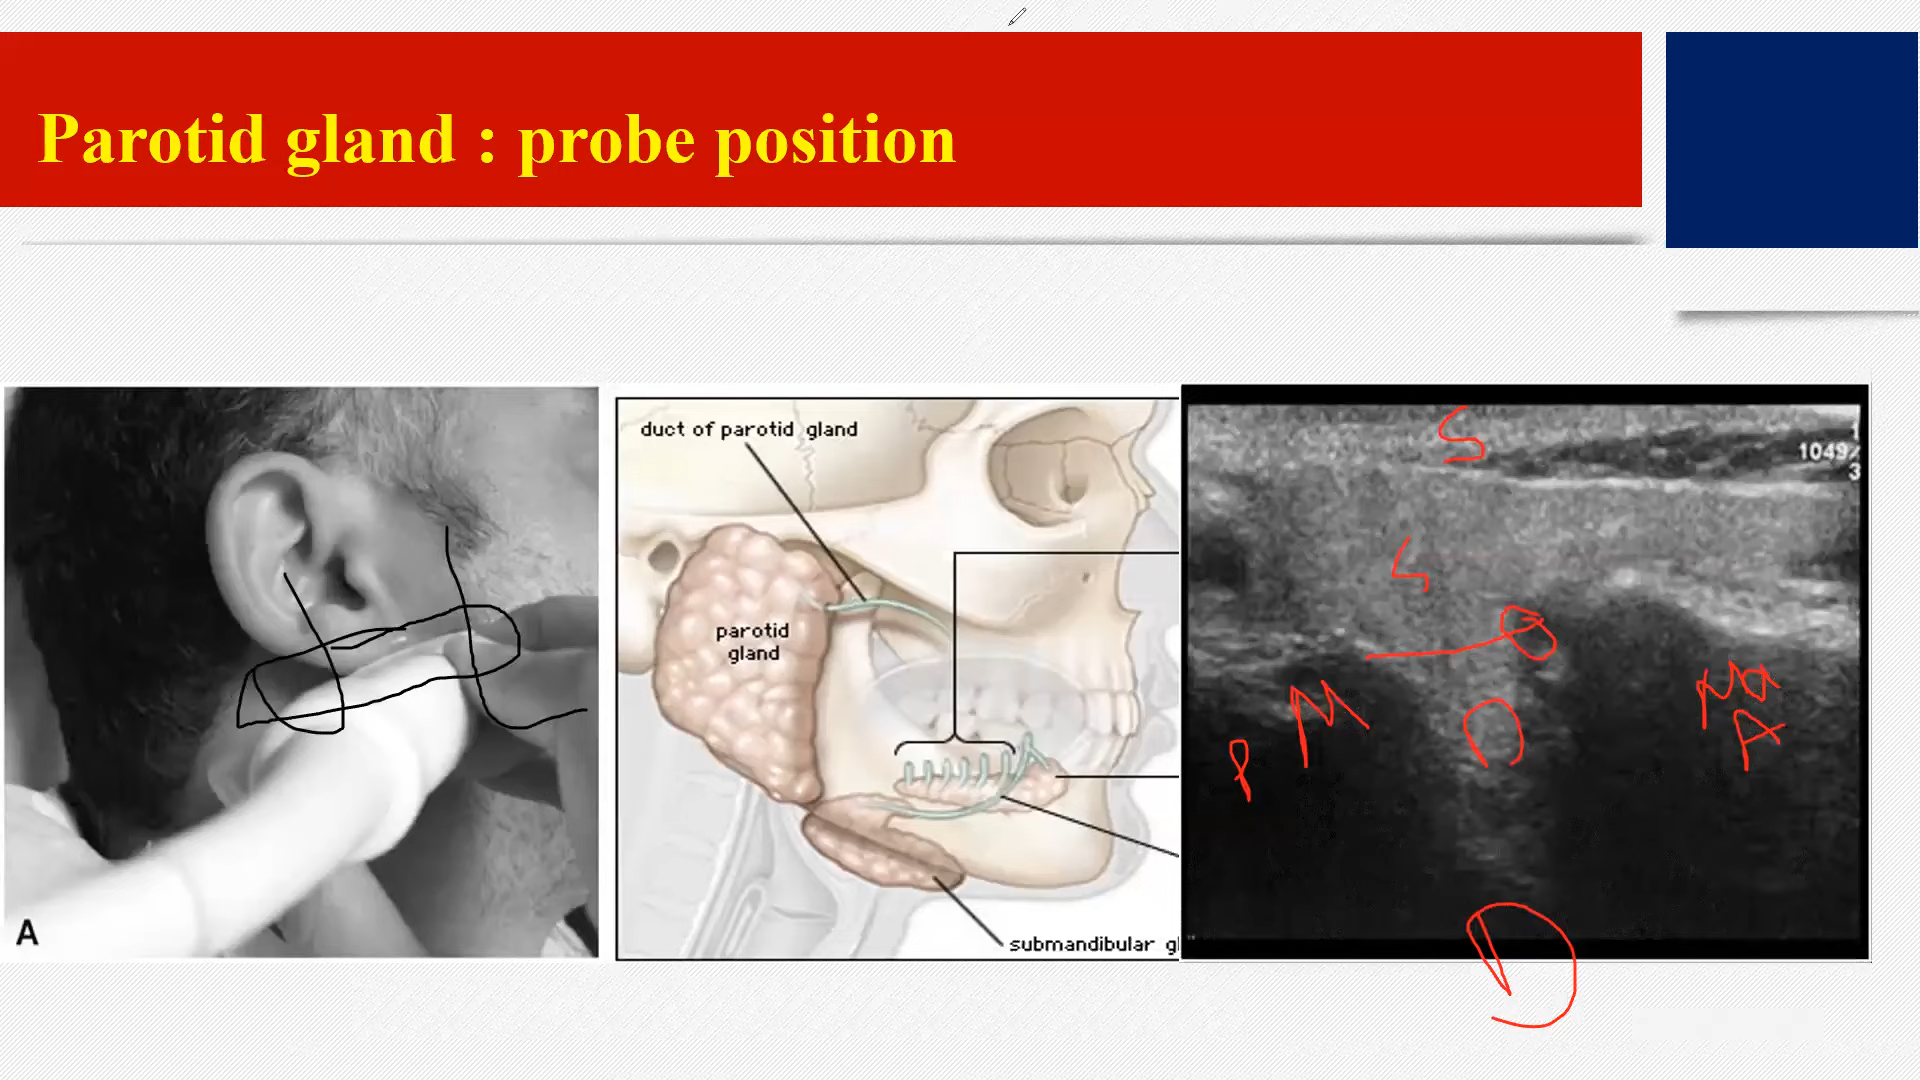 Parotid gland : probe position
duct of parotid gland
parotid
gland
submandibular gl
A
1049
3
S
S
M
P
Ma
A
D